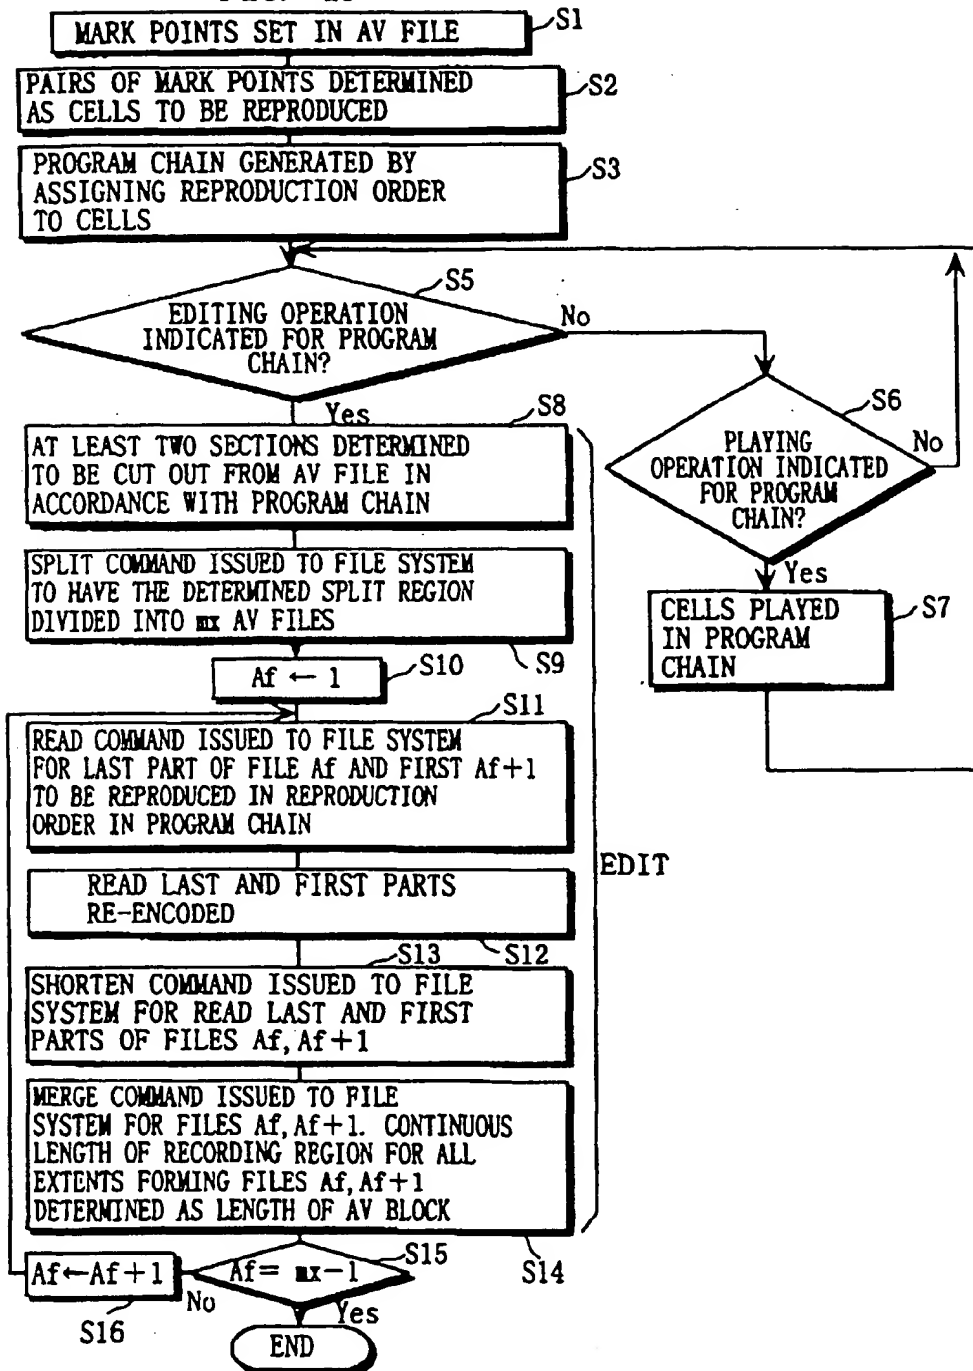 MARK POINTS SET IN AV FILE
S1
PAIRS OF MARK POINTS DETERMINED
AS CELLS TO BE REPRODUCED
S2
PROGRAM CHAIN GENERATED BY
ASSIGNING REPRODUCTION ORDER
TO CELLS
S3
S5
EDITING OPERATION
INDICATED FOR PROGRAM
CHAIN?
No
Yes
S6
PLAYING
OPERATION INDICATED
FOR PROGRAM
CHAIN?
No
Yes
S7
CELLS PLAYED
IN PROGRAM
CHAIN
S8
AT LEAST TWO SECTIONS DETERMINED
TO BE CUT OUT FROM AV FILE IN
ACCORDANCE WITH PROGRAM CHAIN
SPLIT COMMAND ISSUED TO FILE SYSTEM
TO HAVE THE DETERMINED SPLIT REGION
DIVIDED INTO mx AV FILES
S9
Af ← 1
S10
S11
READ COMMAND ISSUED TO FILE SYSTEM
FOR LAST PART OF FILE Af AND FIRST Af+1
TO BE REPRODUCED IN REPRODUCTION
ORDER IN PROGRAM CHAIN
EDIT
READ LAST AND FIRST PARTS
RE-ENCODED
S12
S13
SHORTEN COMMAND ISSUED TO FILE
SYSTEM FOR READ LAST AND FIRST
PARTS OF FILES Af, Af+1
MERGE COMMAND ISSUED TO FILE
SYSTEM FOR FILES Af, Af+1. CONTINUOUS
LENGTH OF RECORDING REGION FOR ALL
EXTENTS FORMING FILES Af, Af+1
DETERMINED AS LENGTH OF AV BLOCK
S14
S15
Af= mx-1
No
Yes
Af←Af+1
S16
END